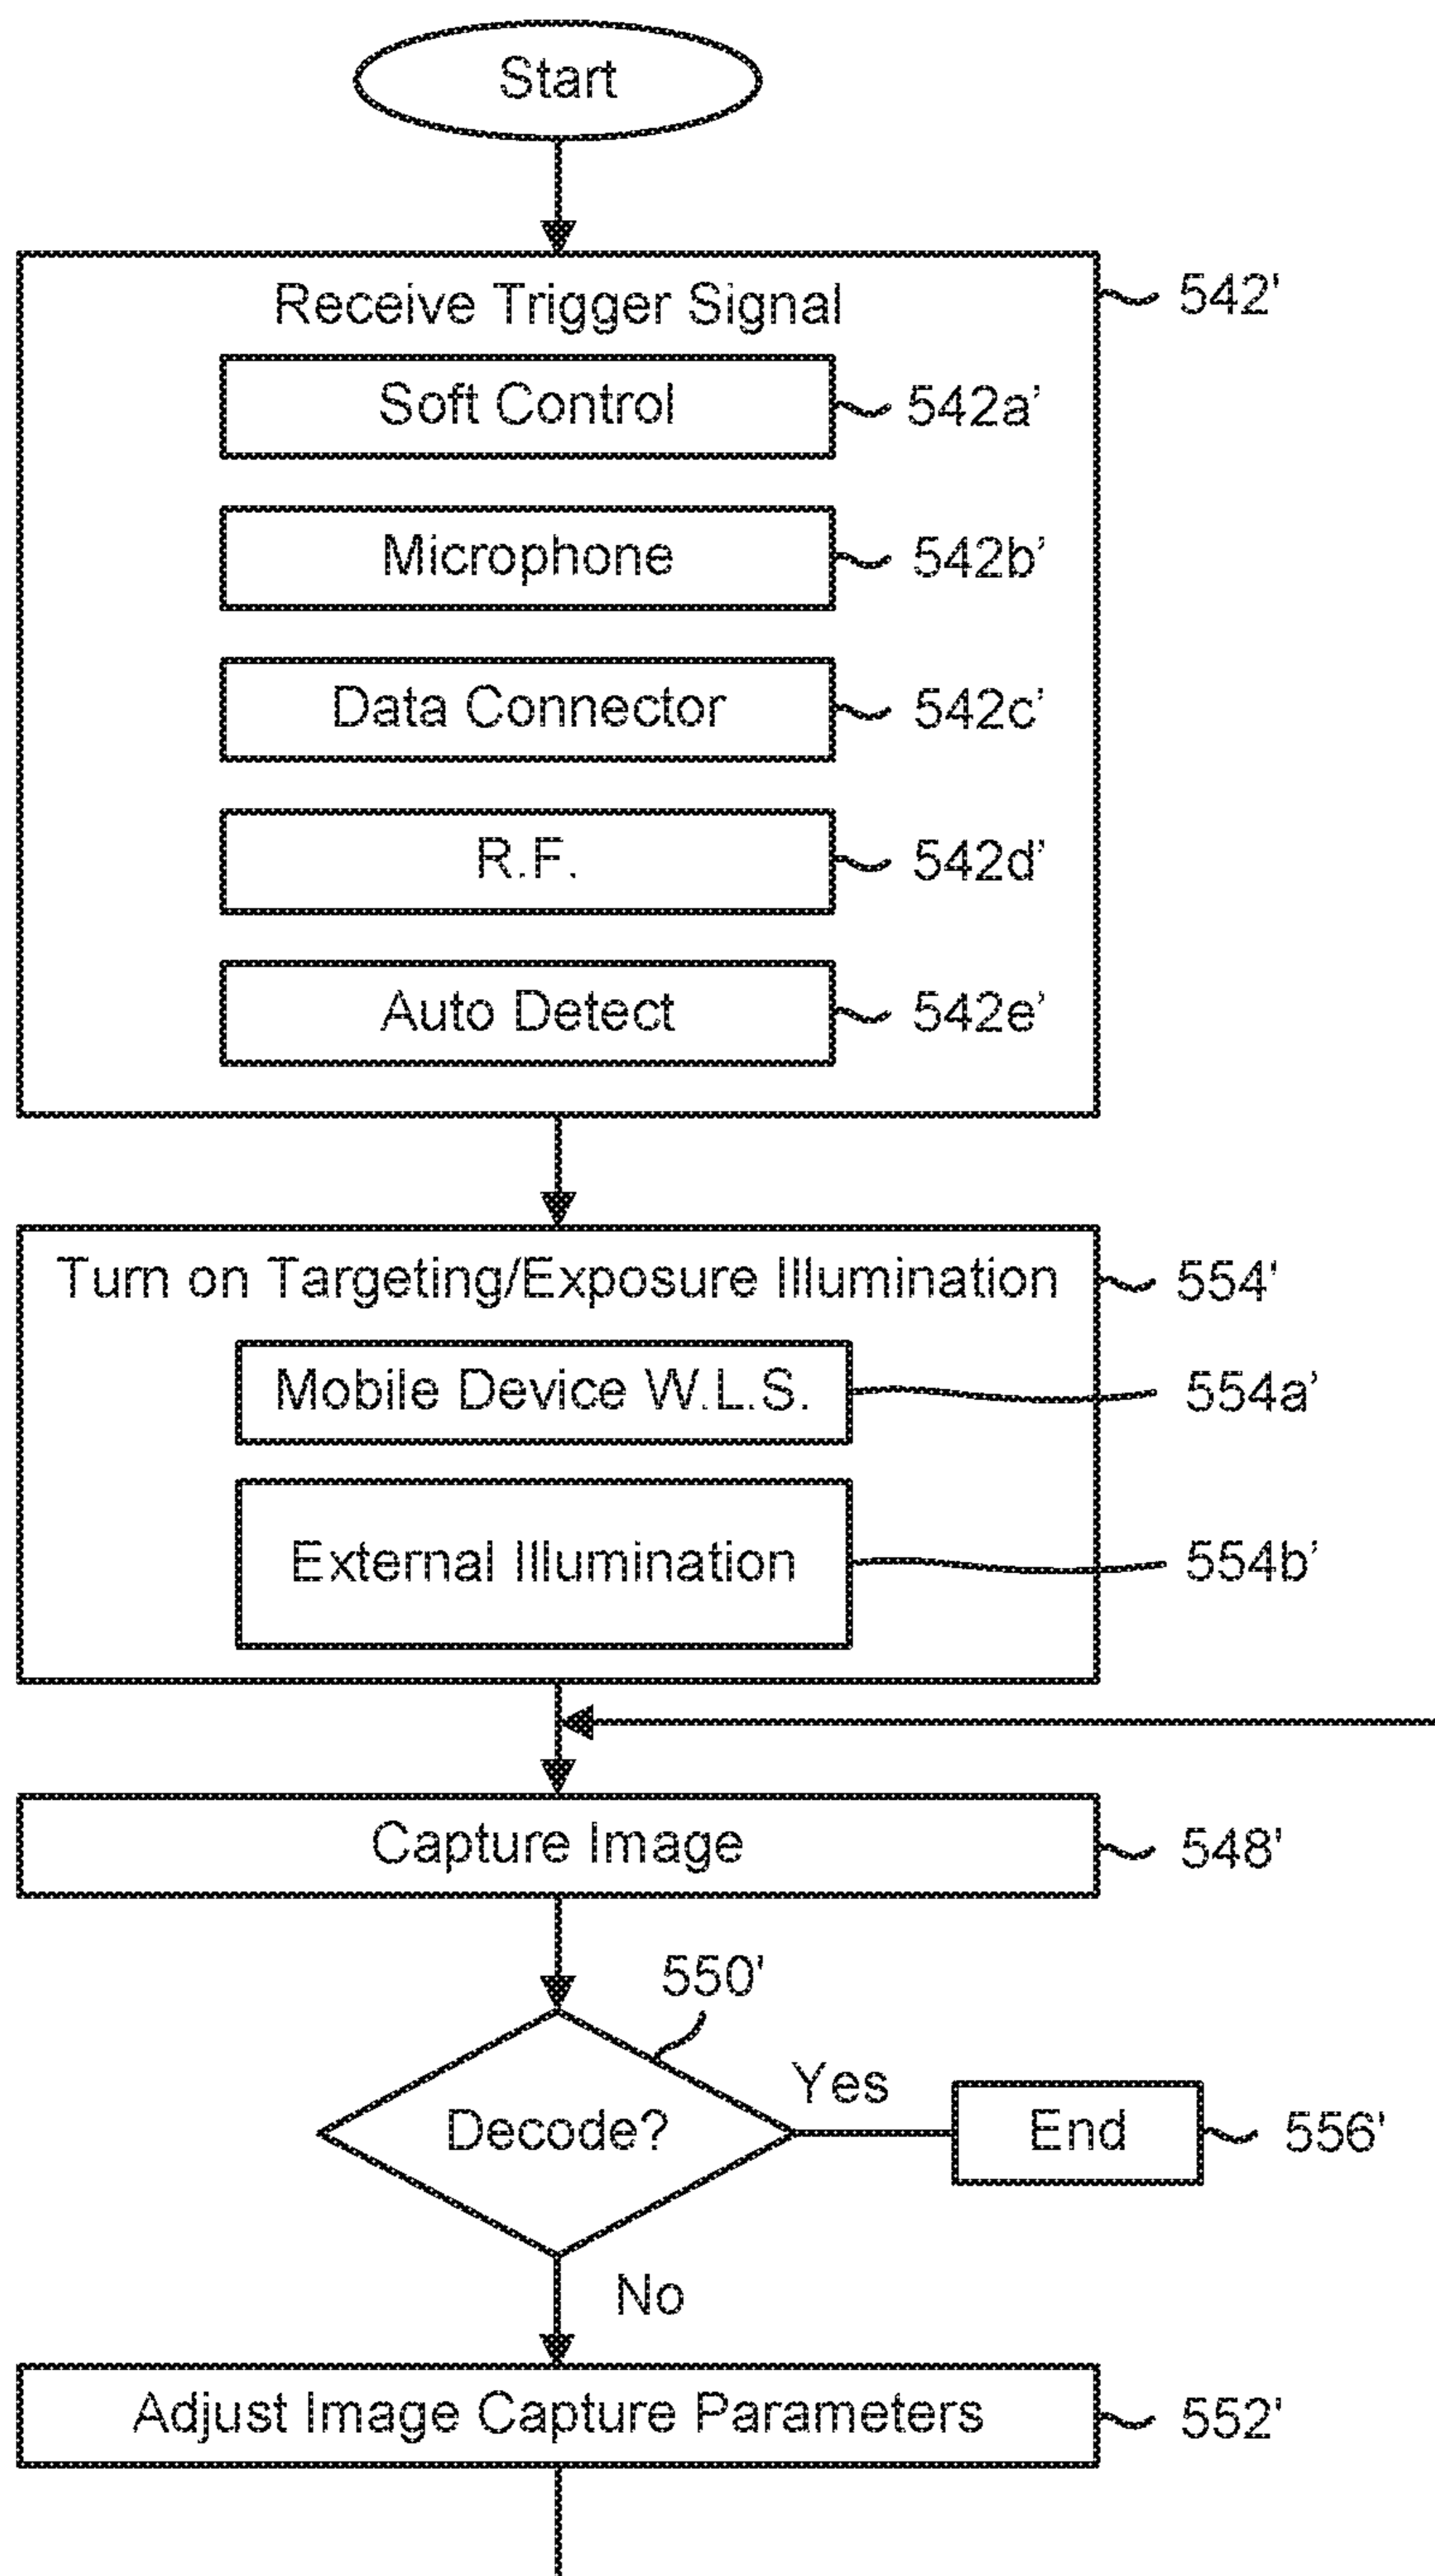 Start
Receive Trigger Signal
542'
Soft Control
542a’
Microphone
542b’
Data Connector
542c’
R.F.
542d’
Auto Detect
542e’
Turn on Targeting/Exposure Illumination
554'
Mobile Device W.L.S.
554a’
External Illumination
554b’
Capture Image
548'
550'
Decode?
Yes
End
556'
No
Adjust Image Capture Parameters
552'